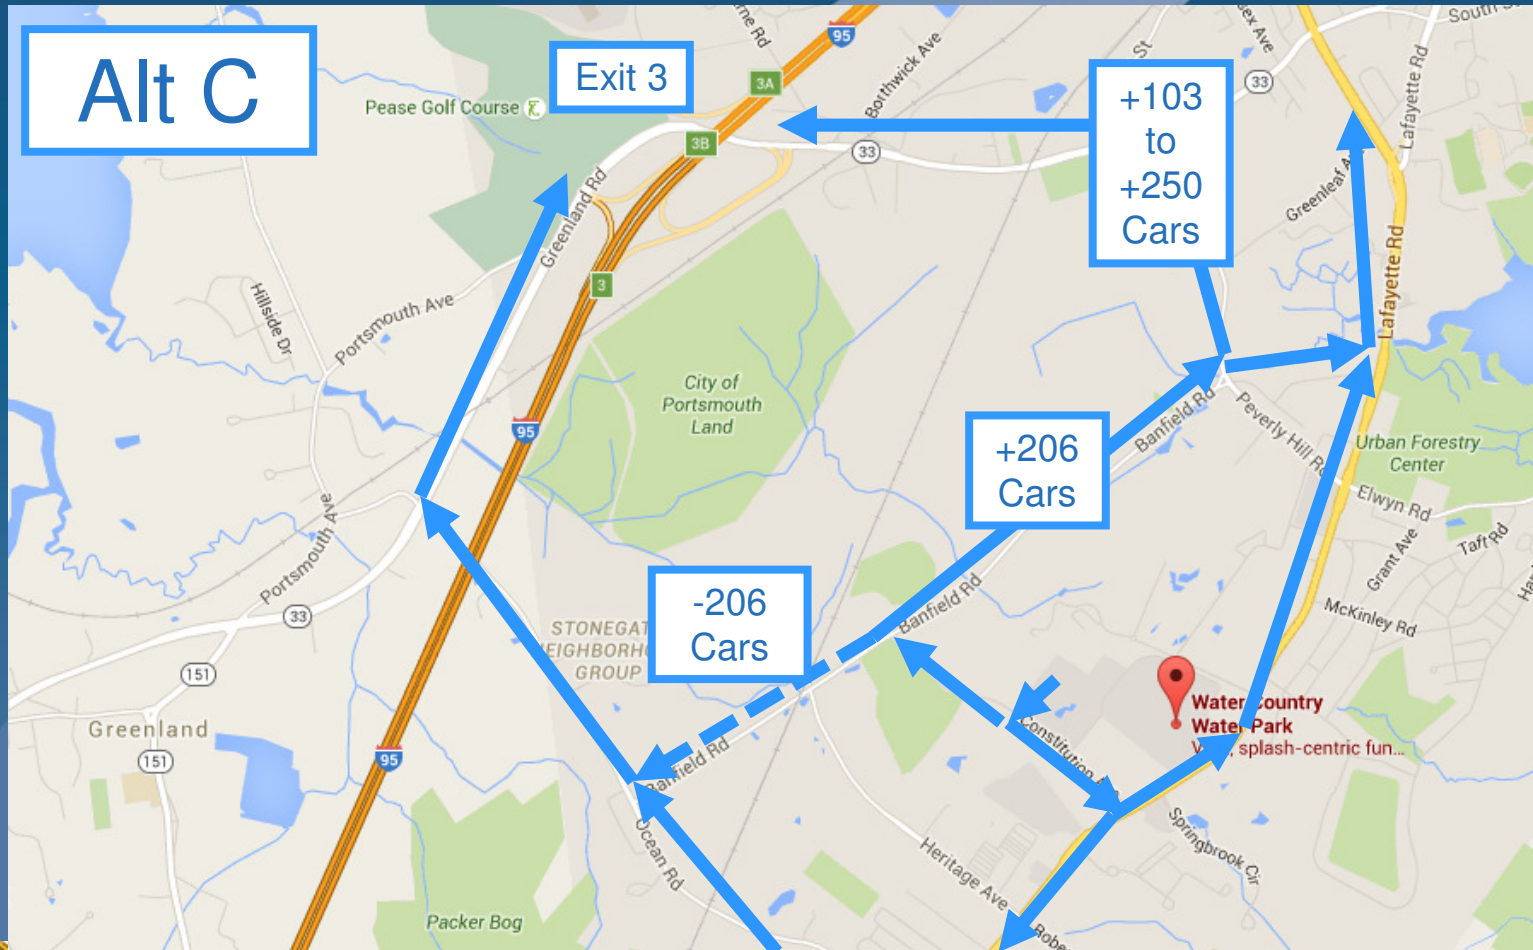 Alt C
Exit 3
+103
to
+250
Cars
+206
Cars
-206
Cars
95
3A
3B
3
33
33
95
95
33
151
151
Borthwick Ave
St
South
Lafayette Rd
Greenleaf
Lafayette Rd
Pease Golf Course
Greenland Rd
Portsmouth Ave
Hillside Dr
City of
Portsmouth
Land
Banfield Rd
Peverly Hill Rd
Urban Forestry
Center
Elwyn Rd
Grant Ave
Taft Rd
McKinley Rd
Portsmouth Ave
Banfield Rd
GROUP
Greenland
Water Country
Water Park
splash-centric fun...
Constitution
Banfield Rd
Springbrook Cir
Ocean Rd
Heritage Ave
Packer Bog